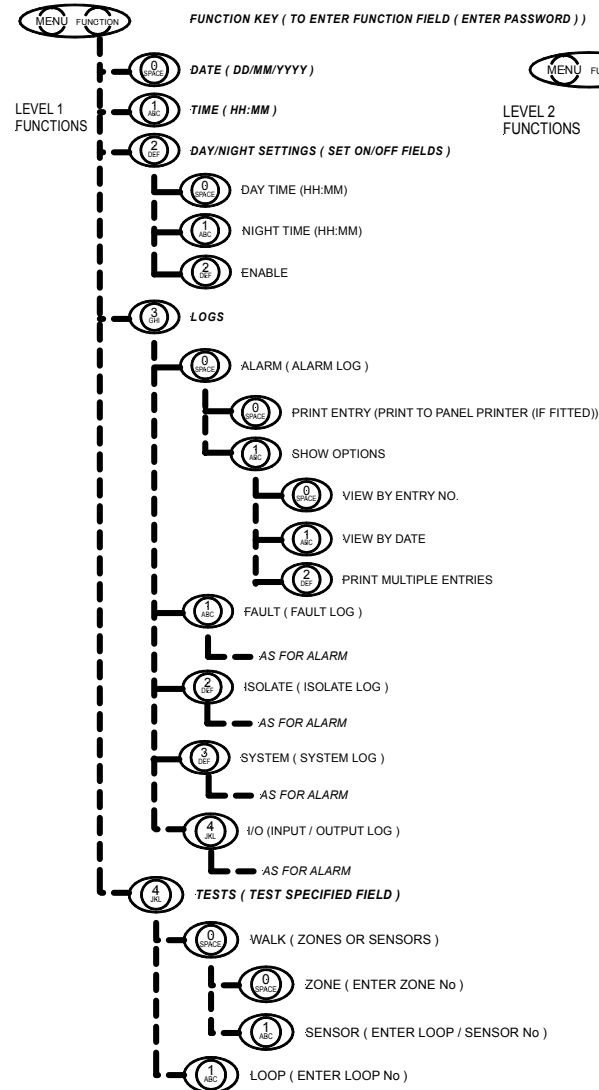 MENU FUNCTION FUNCTION KEY ( TO ENTER FUNCTION FIELD ( ENTER PASSWORD ) )
LEVEL 1
FUNCTIONS
0 SPACE DATE ( DD/MM/YYYY )
1 ABC TIME ( HH:MM )
2 DEF DAY/NIGHT SETTINGS ( SET ON/OFF FIELDS )
0 SPACE DAY TIME (HH:MM)
1 ABC NIGHT TIME (HH:MM)
2 DEF ENABLE
3 GHI LOGS
0 SPACE ALARM ( ALARM LOG )
0 SPACE PRINT ENTRY (PRINT TO PANEL PRINTER (IF FITTED))
1 ABC SHOW OPTIONS
0 SPACE VIEW BY ENTRY NO.
1 ABC VIEW BY DATE
2 DEF PRINT MULTIPLE ENTRIES
1 ABC FAULT ( FAULT LOG )
AS FOR ALARM
2 DEF ISOLATE ( ISOLATE LOG )
AS FOR ALARM
3 DEF SYSTEM ( SYSTEM LOG )
AS FOR ALARM
4 JKL I/O (INPUT / OUTPUT LOG )
AS FOR ALARM
4 JKL TESTS ( TEST SPECIFIED FIELD )
0 SPACE WALK ( ZONES OR SENSORS )
0 SPACE ZONE ( ENTER ZONE No )
1 ABC SENSOR ( ENTER LOOP / SENSOR No )
1 ABC LOOP ( ENTER LOOP No )
MENU FU
LEVEL 2
FUNCTIONS